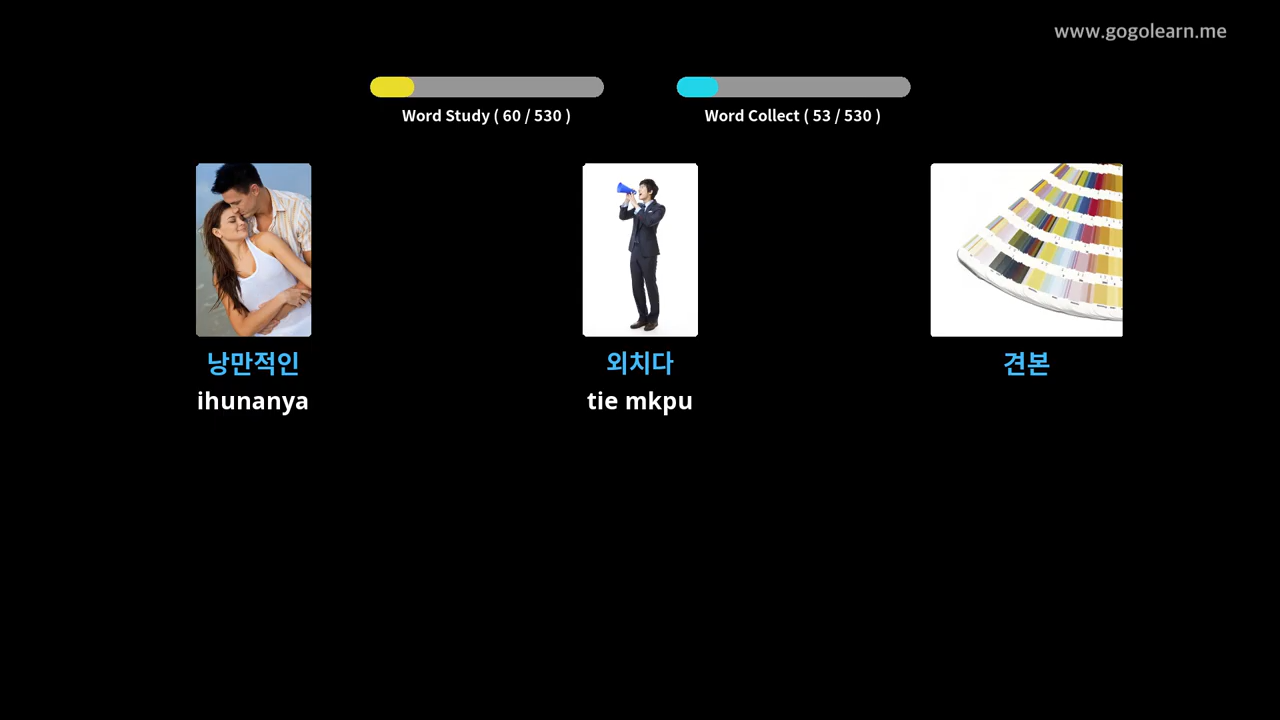 www.gogolearn.me
Word Study ( 60 / 530 )
Word Collect ( 53 / 530 )
낭만적인
ihunanya
외치다
tie mkpu
견본